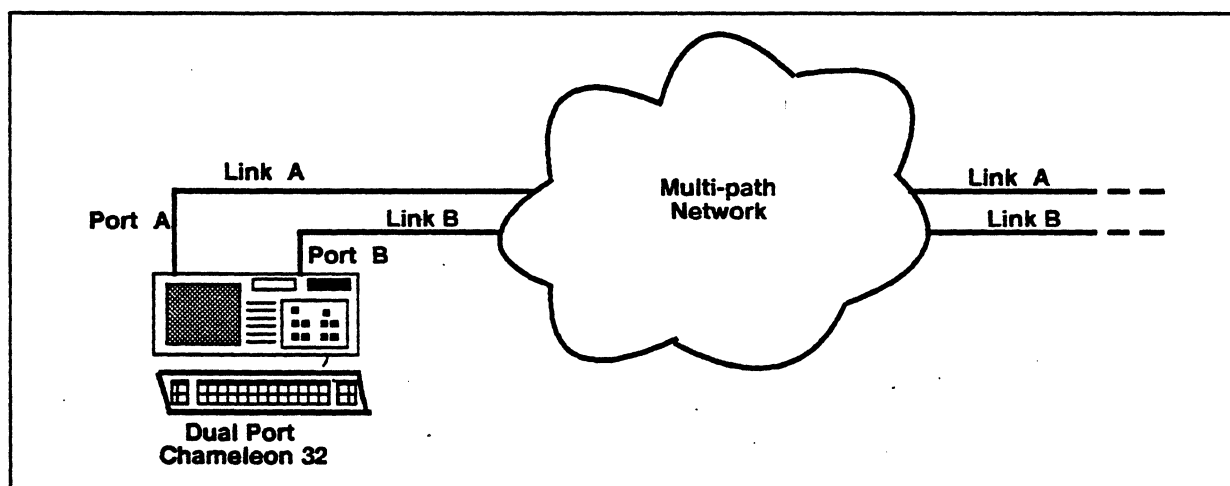 Link A
Port A
Link B
Port B
Multi-path
Network
Link A
Link B
Dual Port
Chameleon 32